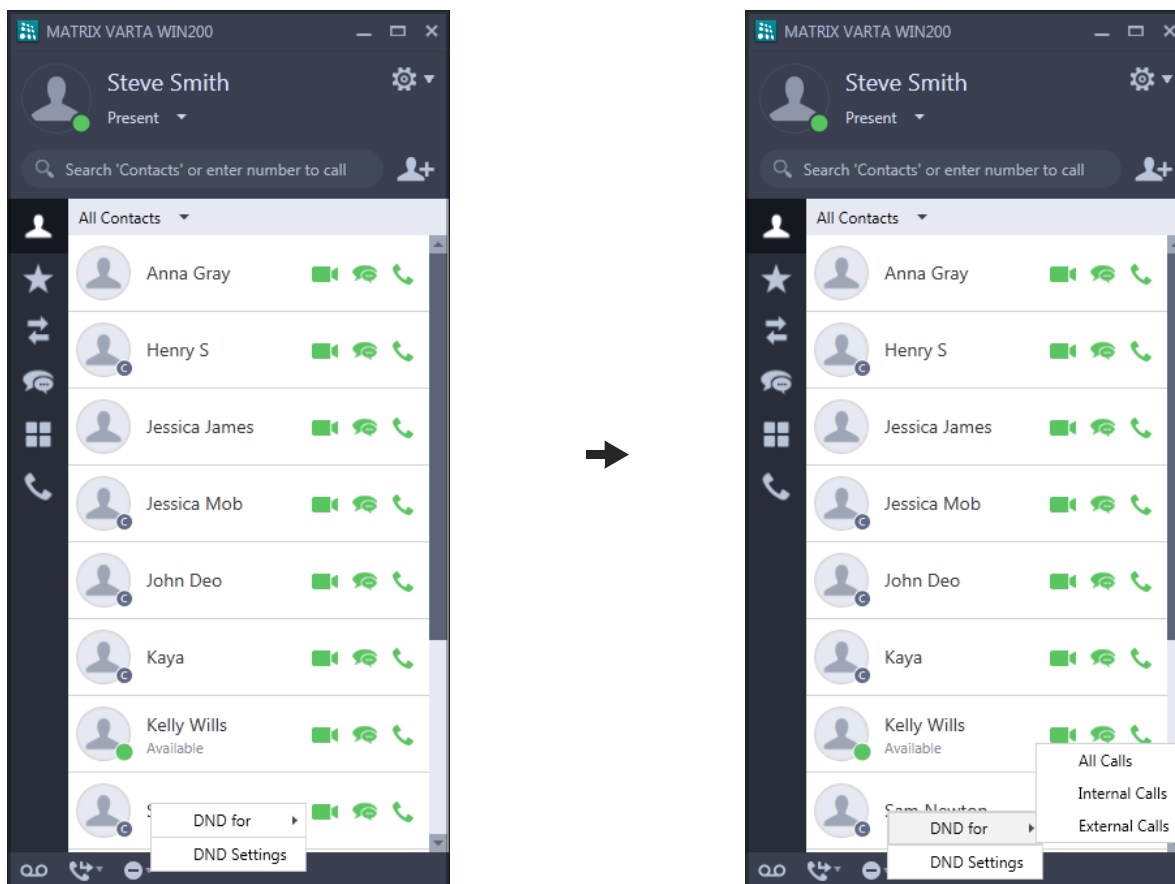 MATRIX VARTA WIN200
Steve Smith
Present
Search 'Contacts' or enter number to call
All Contacts
Anna Gray
Henry S
C
Jessica James
Jessica Mob
C
John Deo
C
Kaya
C
Kelly Wills
Available
S
C
DND for
DND Settings
MATRIX VARTA WIN200
Steve Smith
Present
Search 'Contacts' or enter number to call
All Contacts
Anna Gray
Henry S
C
Jessica James
Jessica Mob
C
John Deo
C
Kaya
C
Kelly Wills
Available
All Calls
Internal Calls
External Calls
Sam Newton
C
DND for
DND Settings